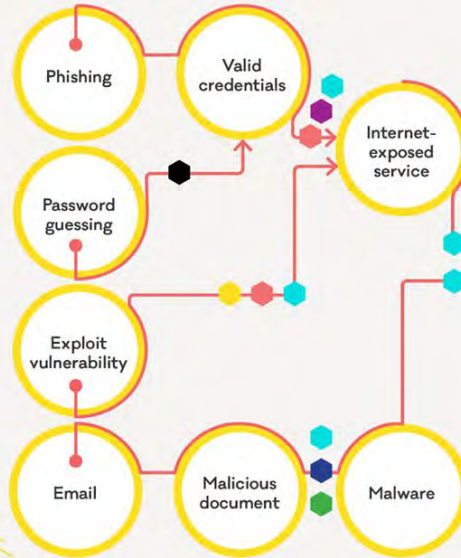 Phishing
Valid
credentials
Internet-
exposed
service
Password
guessing
Exploit
vulnerability
Email
Malicious
document
Malware